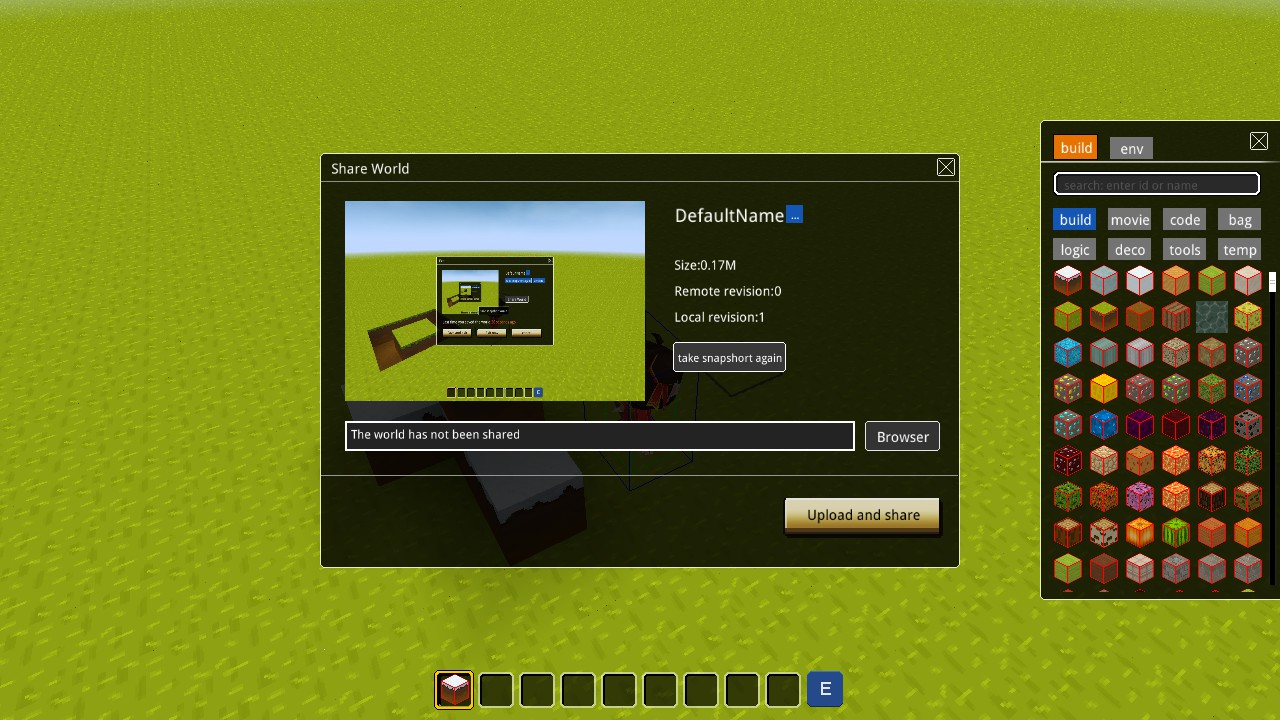 Share World
DefaultName...
Size:0.17M
Remote revision:0
Local revision:1
take snapshort again
The world has not been shared
Browser
Upload and share
build
env
search: enter id or name
build movie code bag
logic deco tools temp
E